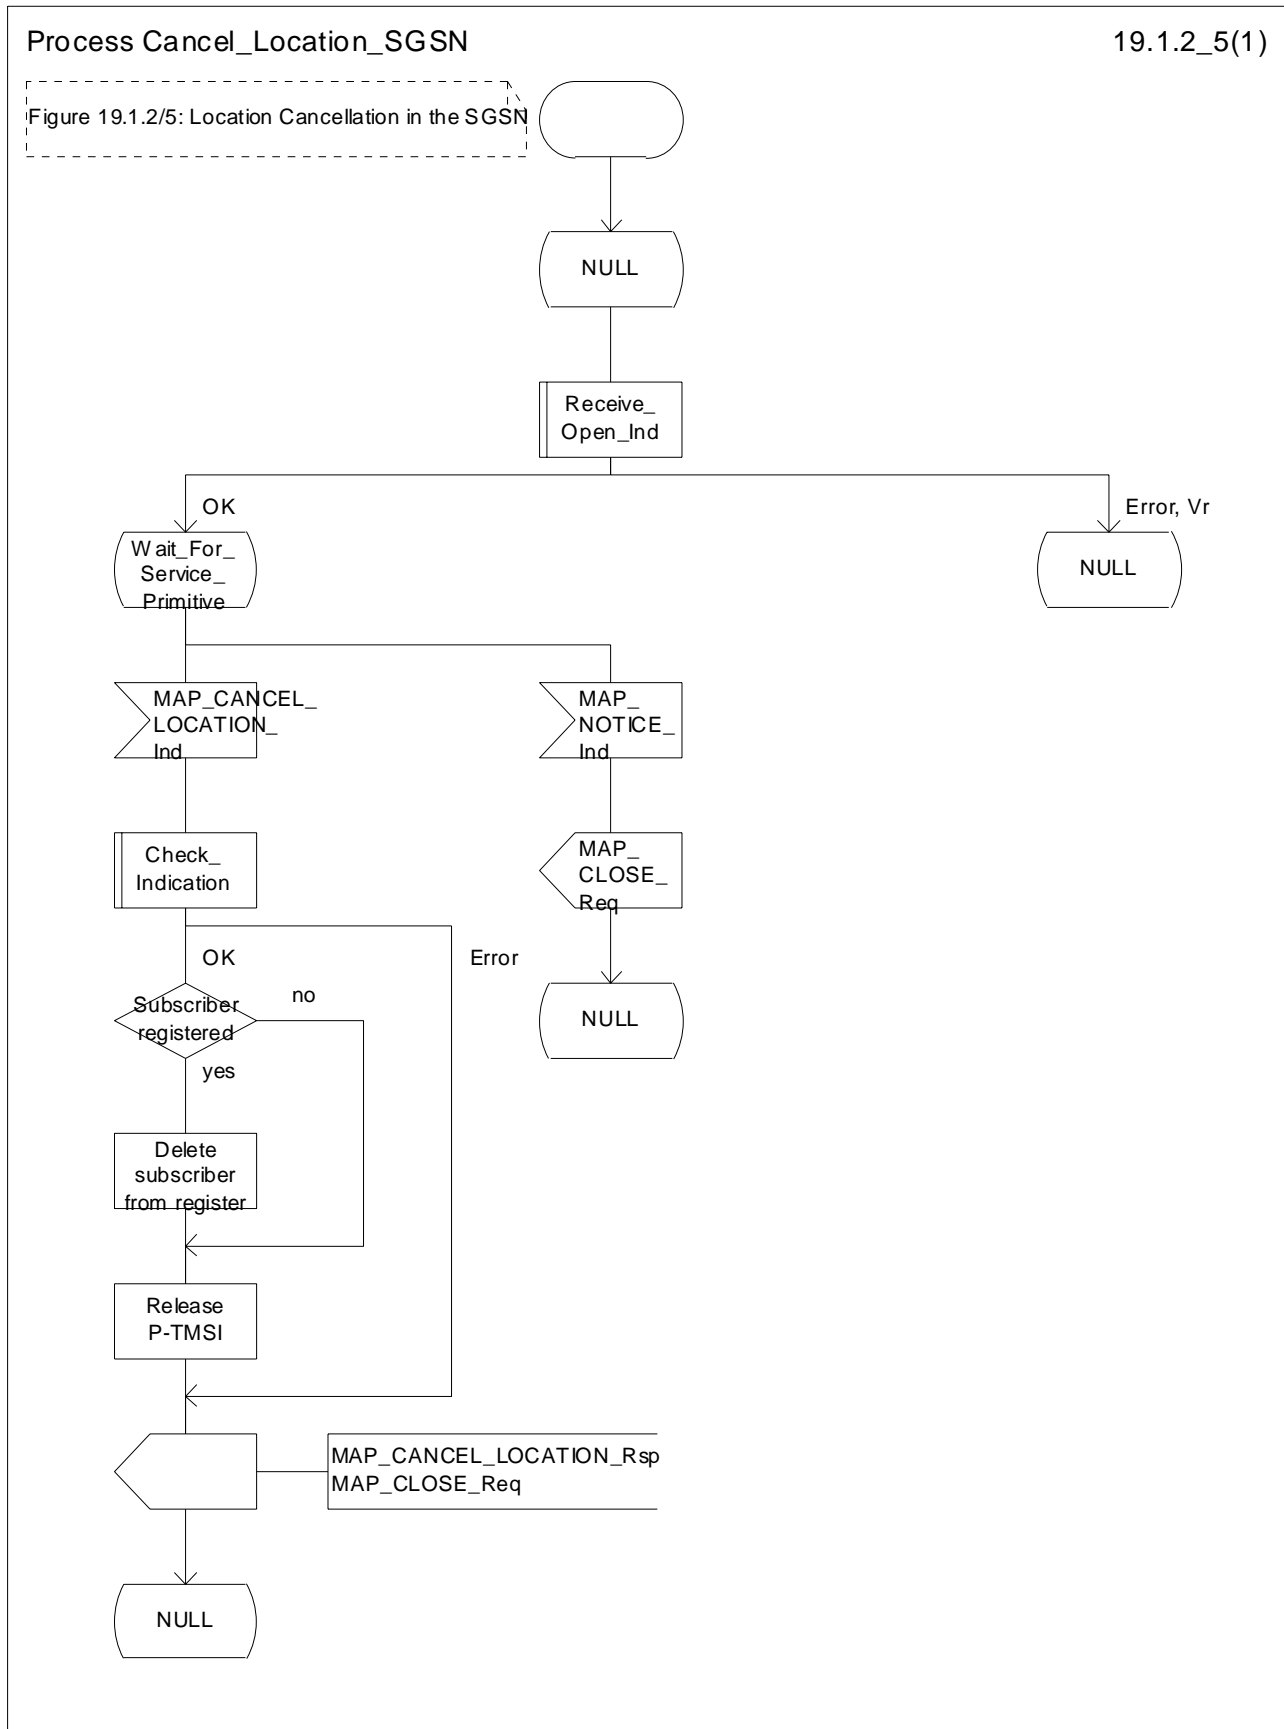 Process Cancel_Location_SGSN
19.1.2_5(1)
Figure 19.1.2/5: Location Cancellation in the SGSN
NULL
Receive_
Open_Ind
OK
Error, Vr
Wait_For_
Service_
Primitive
NULL
MAP_CANCEL_
LOCATION_
Ind
MAP_
NOTICE_
Ind
Check_
Indication
MAP_
CLOSE_
Req
OK
Error
Subscriber
registered
no
yes
NULL
Delete
subscriber
from register
Release
P-TMSI
MAP_CANCEL_LOCATION_Rsp
MAP_CLOSE_Req
NULL